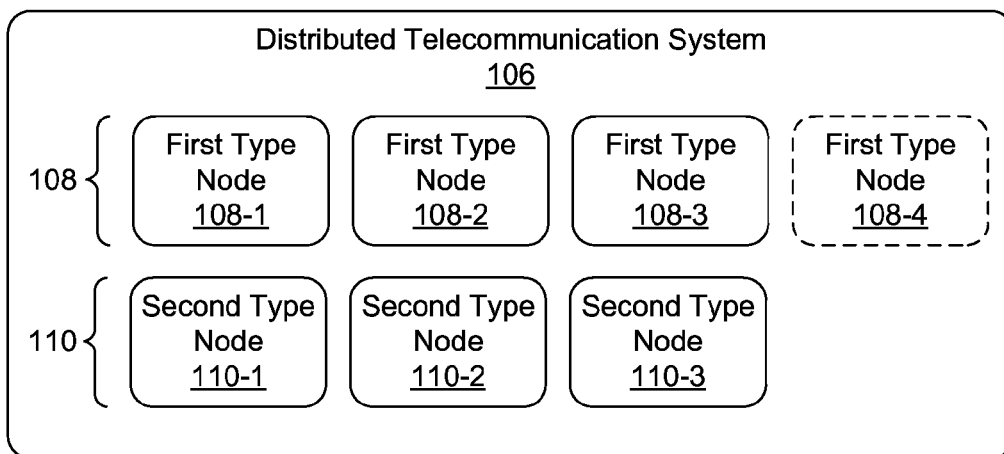 Distributed Telecommunication System
106
108
First Type
Node
108-1
First Type
Node
108-2
First Type
Node
108-3
First Type
Node
108-4
110
Second Type
Node
110-1
Second Type
Node
110-2
Second Type
Node
110-3